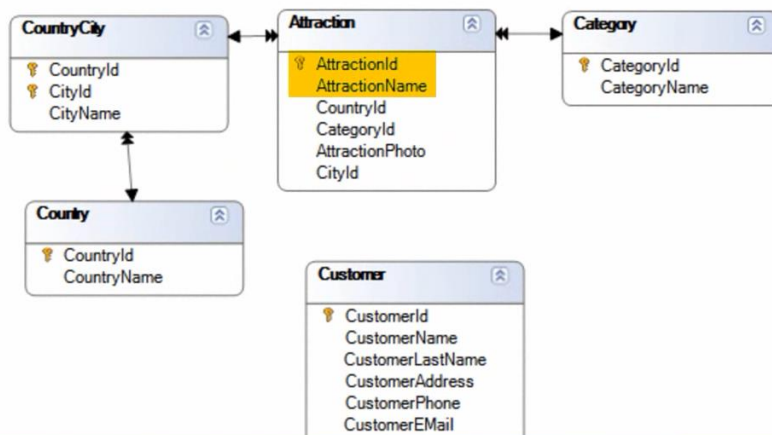 CountryCity
CountryId
CityId
CityName
Attraction
AttractionId
AttractionName
CountryId
CategoryId
AttractionPhoto
CityId
Category
CategoryId
CategoryName
Country
CountryId
CountryName
Customer
CustomerId
CustomerName
CustomerLastName
CustomerAddress
CustomerPhone
CustomerEMail